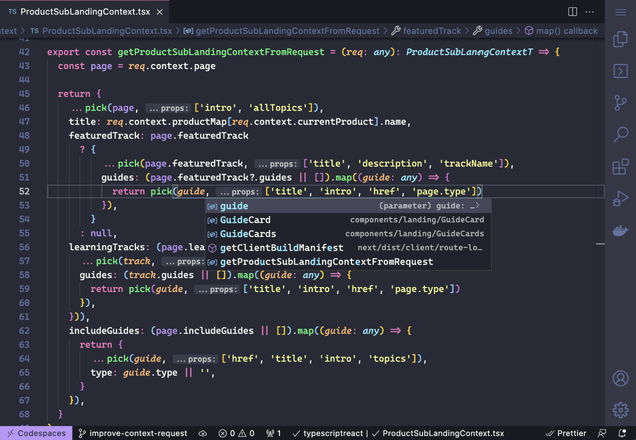 TS ProductSubLandingContext.tsx ×
text > TS ProductSubLandingContext.tsx > getProductSubLandingContextFromRequest > featuredTrack > guides > map() callback
42 export const getProductSubLandingContextFromRequest = (req: any): ProductSubLandingContextT => {
43 const page = req.context.page
44
45 return {
46 ...pick(page, ...props: ['intro', 'allTopics']),
47 title: req.context.productMap[req.context.currentProduct].name,
48 featuredTrack: page.featuredTrack
49 ? {
50 ...pick(page.featuredTrack, ...props: ['title', 'description', 'trackName']),
51 guides: (page.featuredTrack?.guides || []).map((guide: any) => {
52 return pick(guide, ...props: ['title', 'intro', 'href', 'page.type'])
53 }),
guide (parameter) guide: ...>
54 }
GuideCard components/landing/GuideCard
55 : null,
GuideCards components/landing/GuideCards
56 learningTracks: (page.lea
getClientBuildManifest next/dist/client/route-lo...
57 ...pick(track, ...props:
getProductSubLandingContextFromRequest
58 guides: (track.guides || []).map((guide: any) => {
59 return pick(guide, ...props: ['title', 'intro', 'href', 'page.type'])
60 }),
61 })),
62 includeGuides: (page.includeGuides || []).map((guide: any) => {
63 return {
64 ...pick(guide, ...props: ['href', 'title', 'intro', 'topics']),
65 type: guide.type || '',
66 }
67 }),
68 }
Codespaces improve-context-request 0 0 1 typescriptreact | ProductSubLandingContext.tsx Prettier